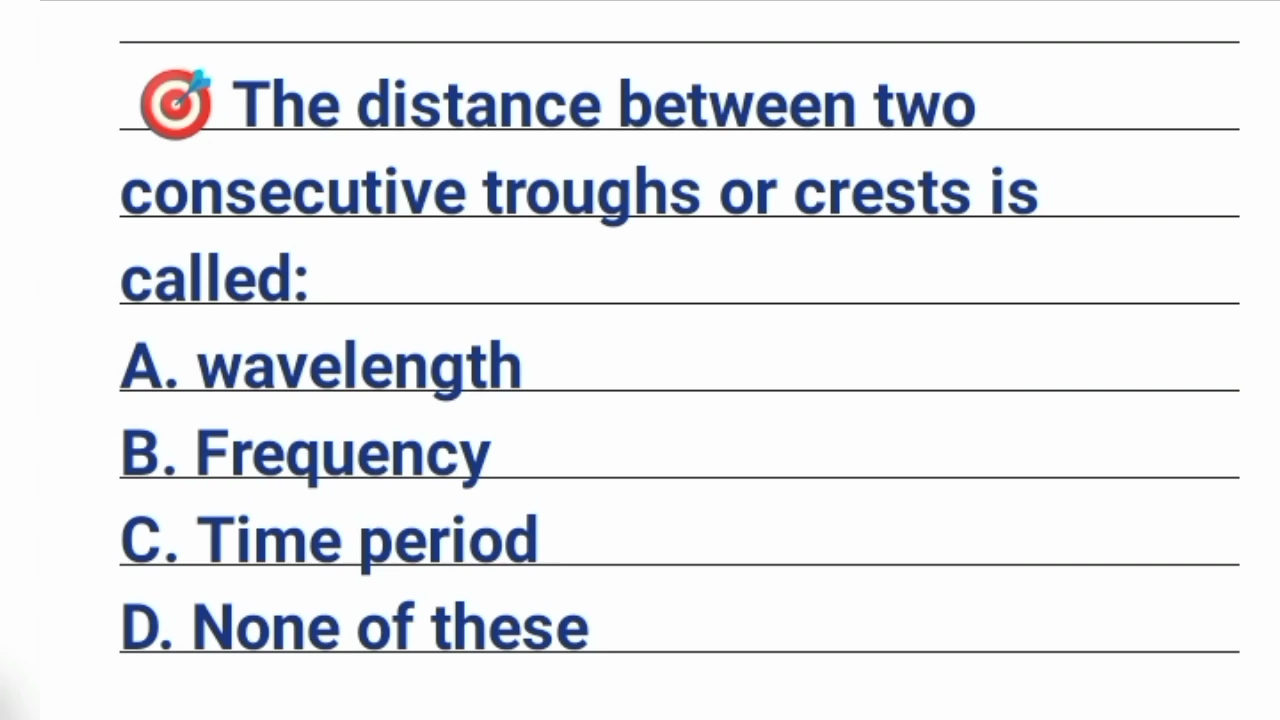 🎯 The distance between two
consecutive troughs or crests is
called:
A. wavelength
B. Frequency
C. Time period
D. None of these